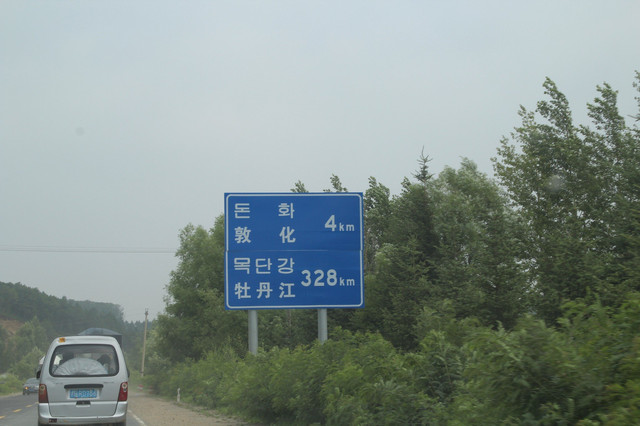 돈 화
敦 化 4km
목단강
牡丹江 328km